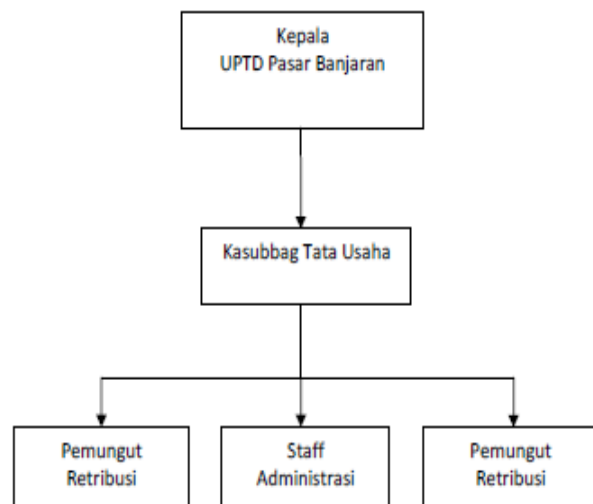 Kepala
UPTD Pasar Banjaran
Kasubbag Tata Usaha
Pemungut
Retribusi
Staff
Administrasi
Pemungut
Retribusi